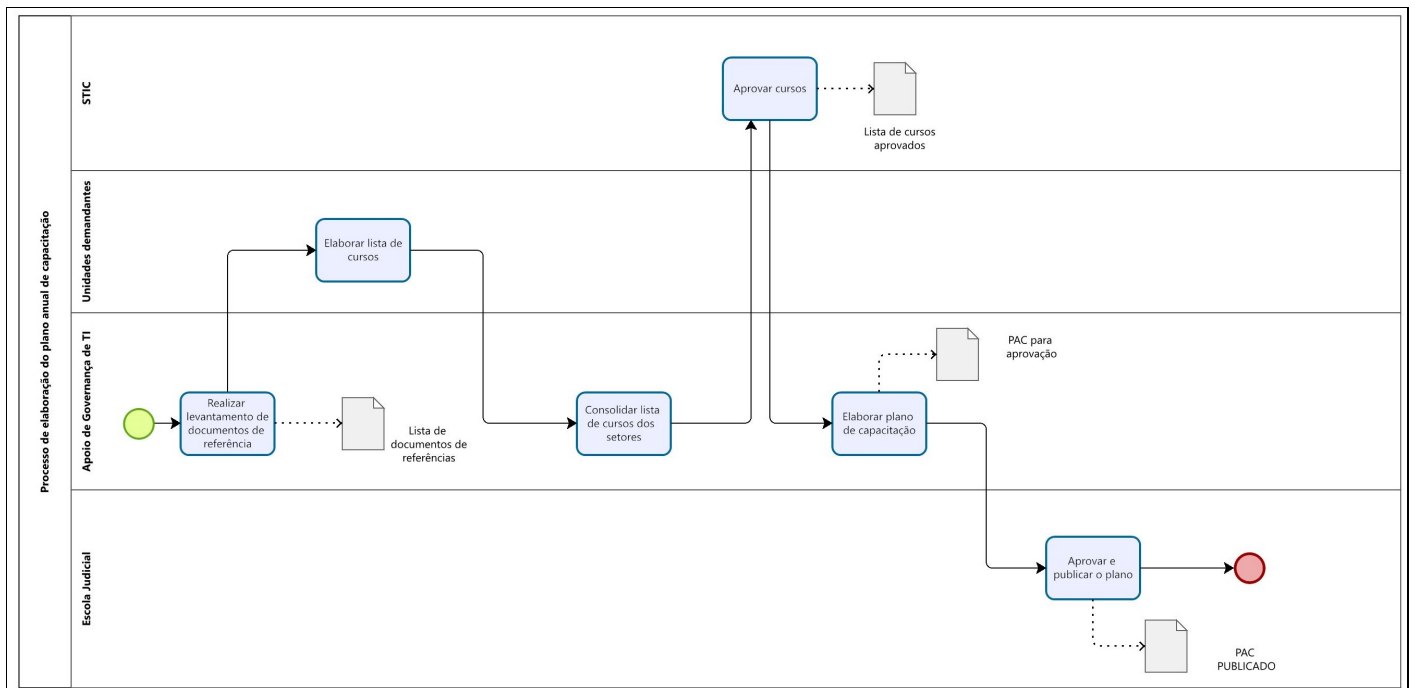 Processo de elaboração do plano anual de capacitação
STIC
Aprovar cursos
Lista de cursos
aprovados
Unidades demandantes
Elaborar lista de
cursos
Apoio de Governança de TI
Realizar
levantamento de
documentos de
referência
Lista de
documentos de
referências
Consolidar lista
de cursos dos
setores
Elaborar plano
de capacitação
PAC para
aprovação
Escola Judicial
Aprovar e
publicar o plano
PAC
PUBLICADO